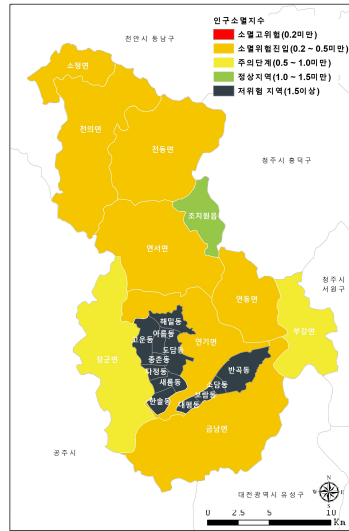 인구소멸지수
소멸고위험(0.2미만)
소멸위험진입(0.2 ~ 0.5미만)
주의단계(0.5 ~ 1.0미만)
정상지역(1.0 ~ 1.5미만)
저위험 지역(1.5이상)
천안시 동남구
소정면
전의면
전동면
청주시 흥덕구
조치원읍
연서면
청주시
서원구
연동면
부강면
해밀동
아름동
고운동
연기면
도담동
종촌동
장군면
다정동
반곡동
새롬동
소담동
보람동
한솔동
대평동
금남면
공주시
대전광역시 유성구
N
W
E
S
0 2.5 5 10
Km